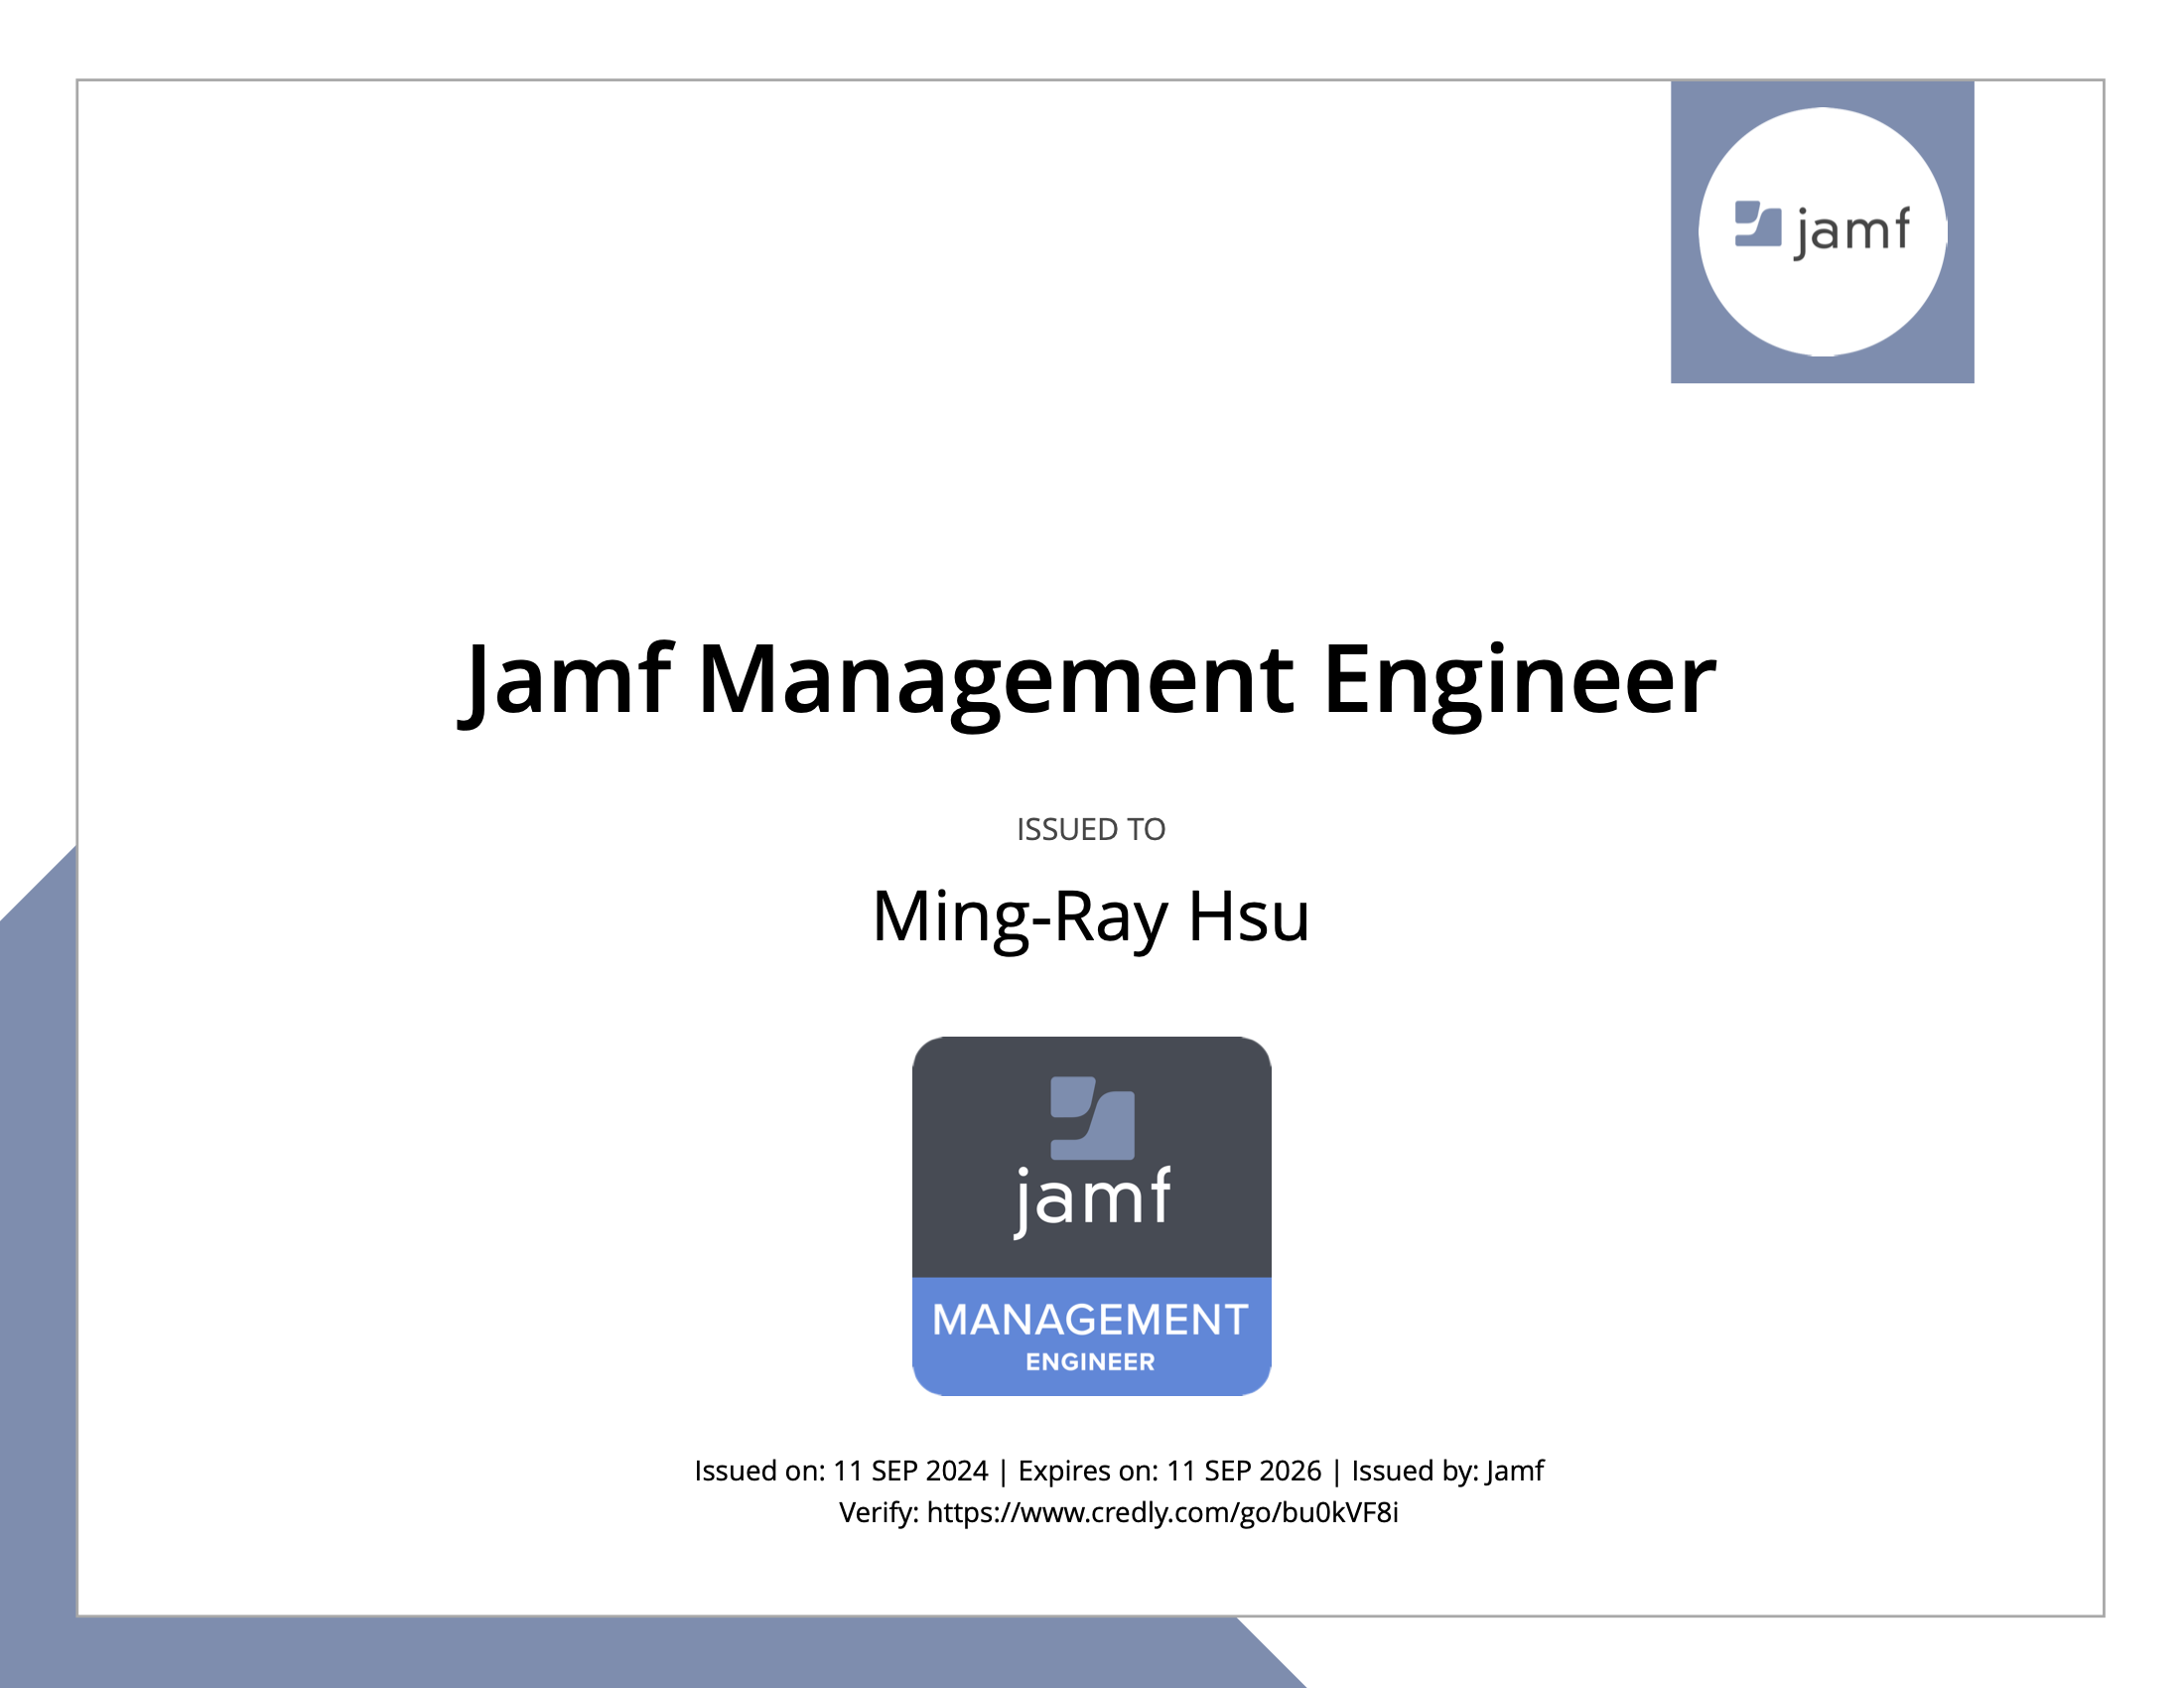 jamf
Jamf Management Engineer
ISSUED TO
Ming-Ray Hsu
jamf
MANAGEMENT
ENGINEER
Issued on: 11 SEP 2024 | Expires on: 11 SEP 2026 | Issued by: Jamf
Verify: https://www.credly.com/go/bu0kVF8i